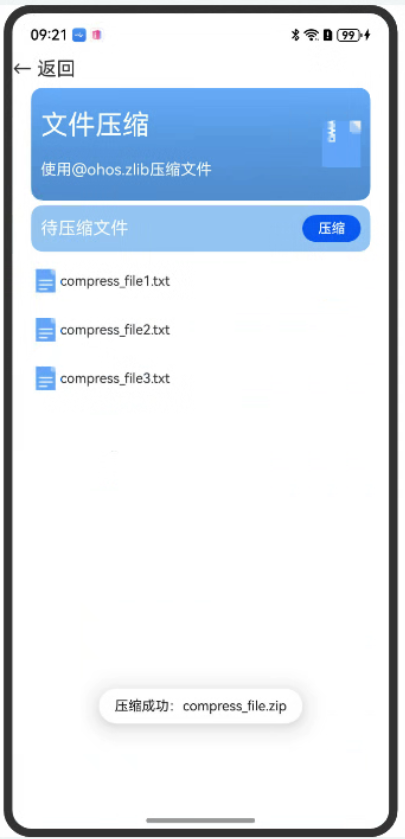 09:21
99
← 返回
文件压缩
使用@ohos.zlib压缩文件
待压缩文件
压缩
compress_file1.txt
compress_file2.txt
compress_file3.txt
压缩成功：compress_file.zip